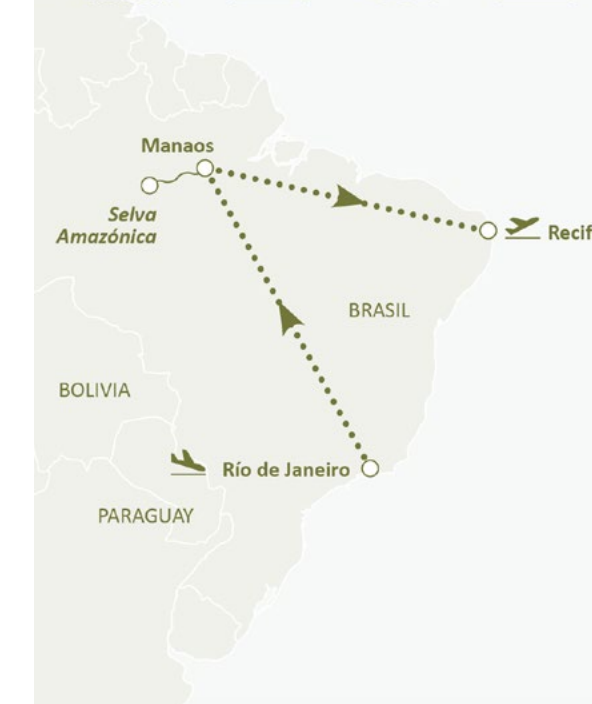 Manaos
Selva
Amazónica
Recif
BRASIL
BOLIVIA
Río de Janeiro
PARAGUAY